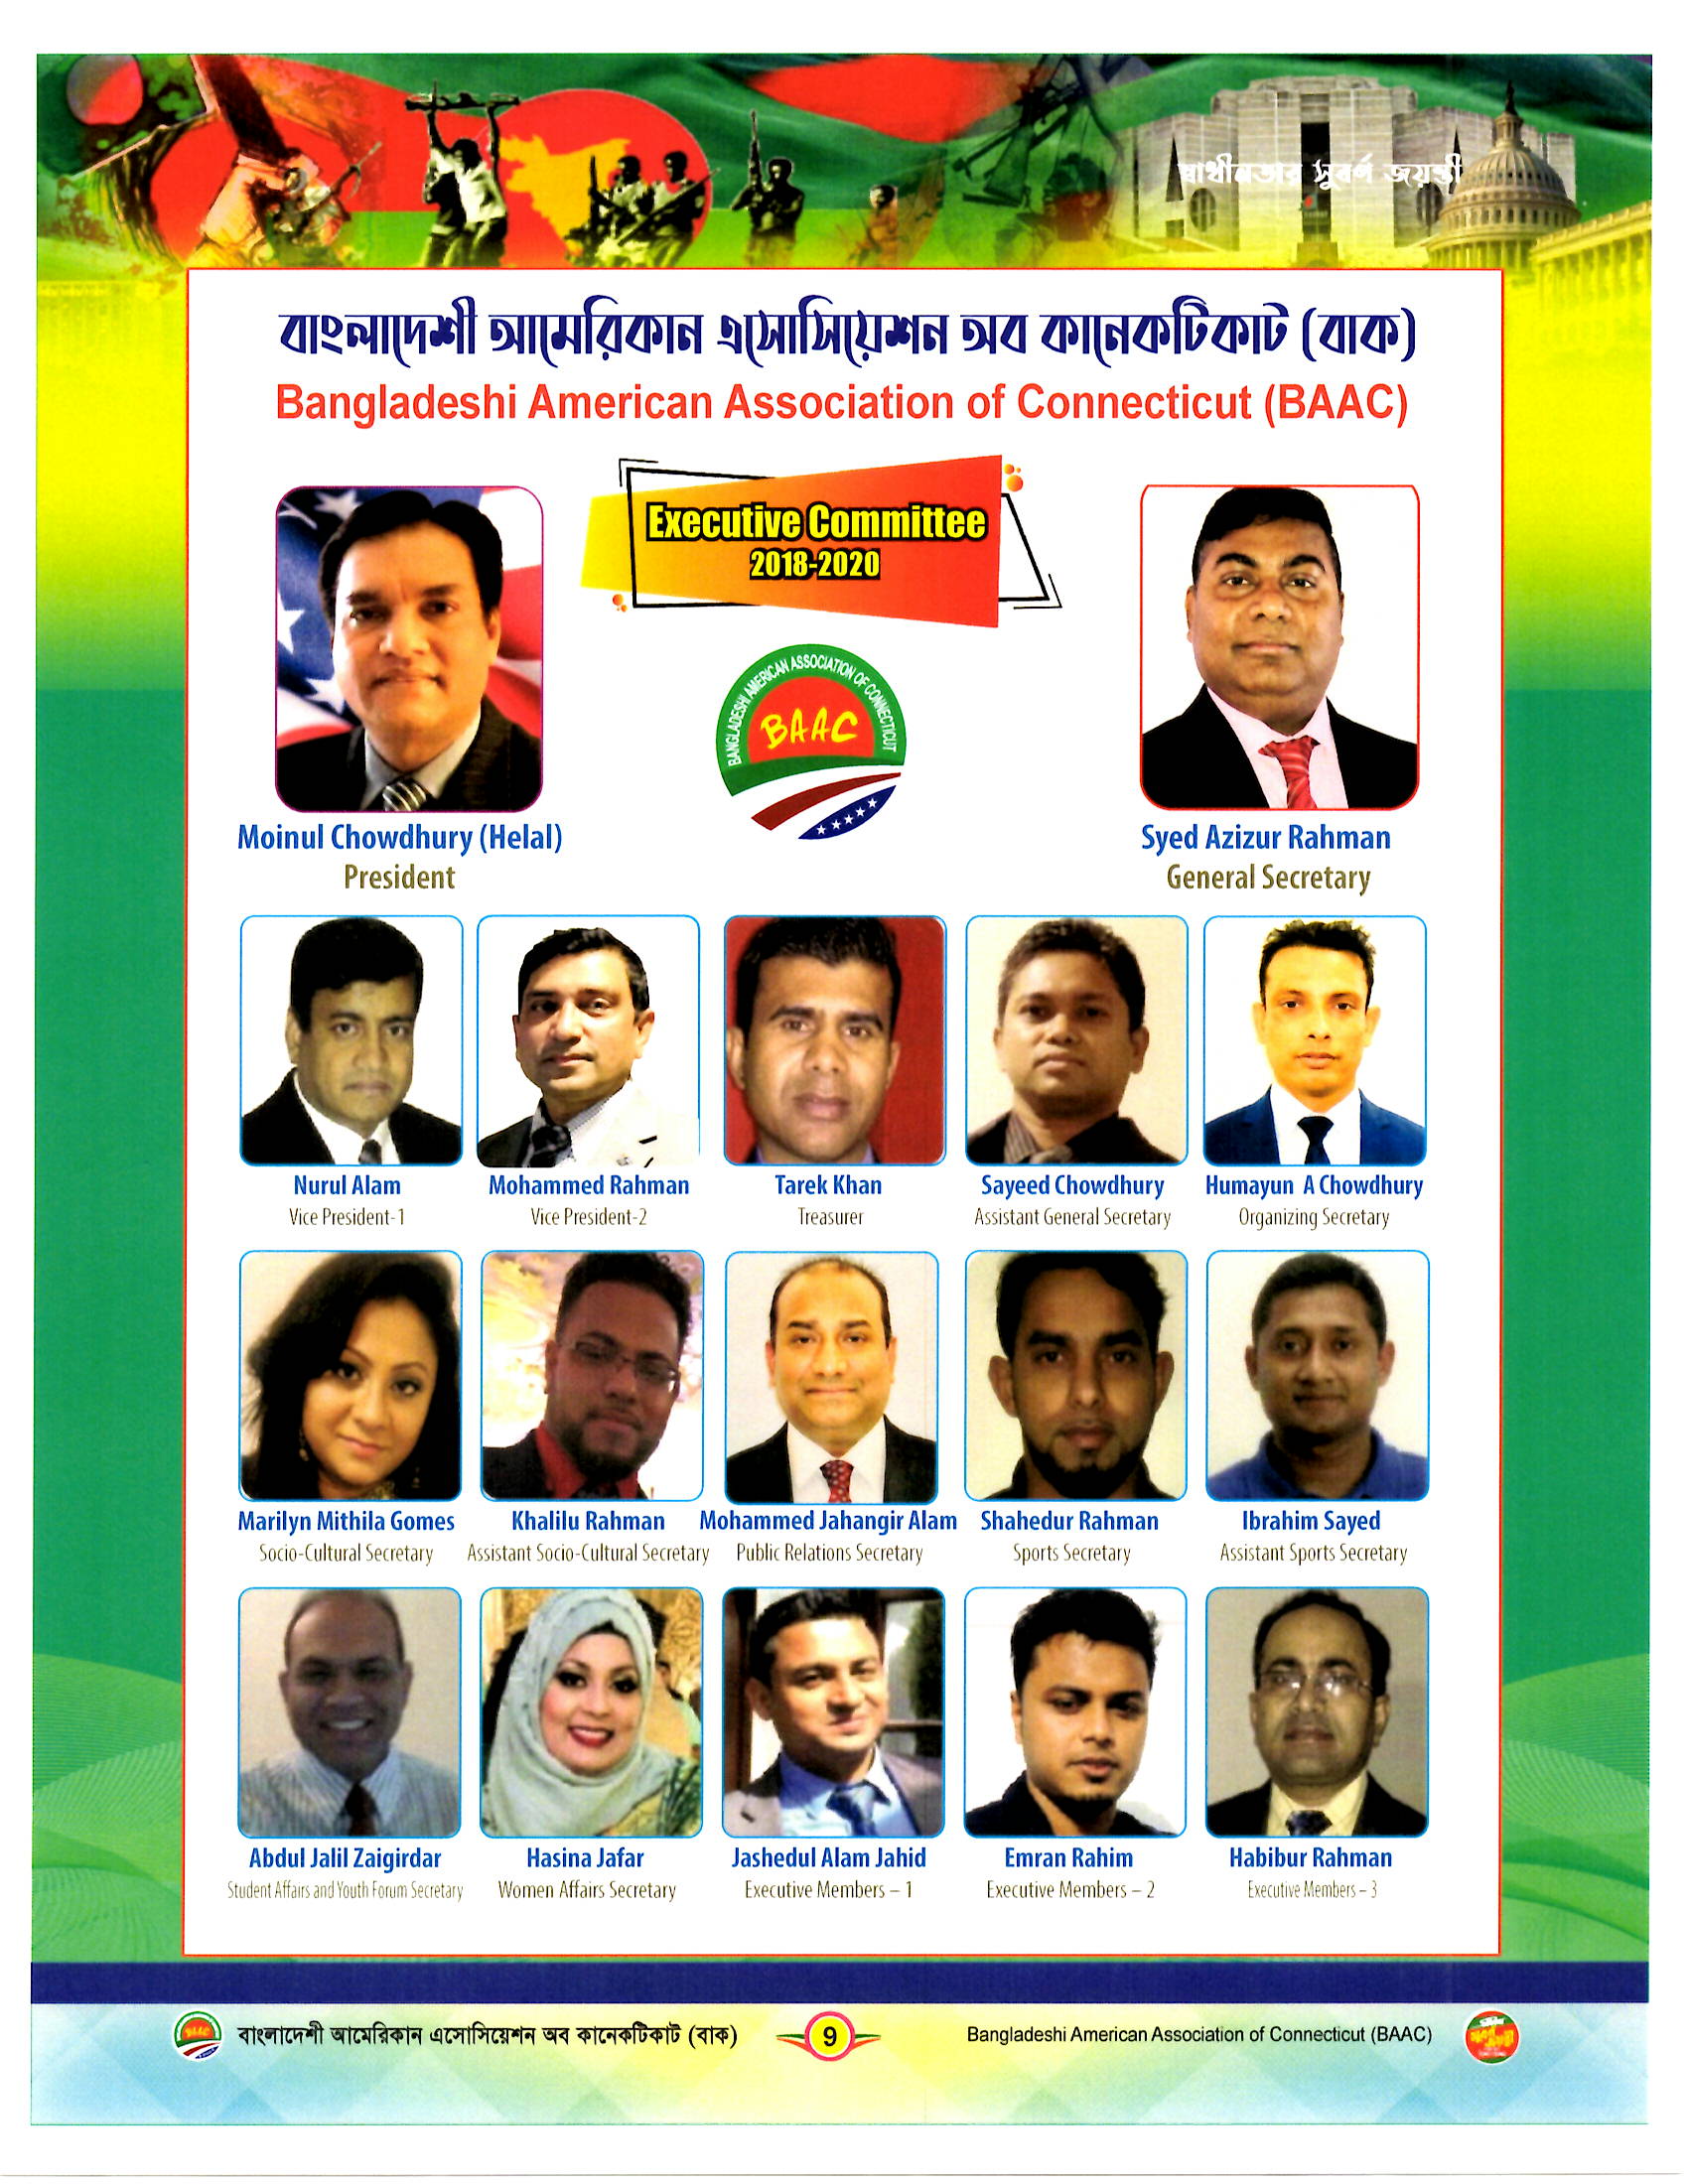 স্বাধীনতার সুবর্ণ জয়ন্তী
বাংলাদেশী আমেরিকান এসোসিয়েশন অব কানেকটিকাট (বাক)
Bangladeshi American Association of Connecticut (BAAC)
Executive Committee
2018-2020
BANGLADESHI AMERICAN ASSOCIATION OF CONNECTICUT
BAAC
Moinul Chowdhury (Helal)
President
Syed Azizur Rahman
General Secretary
Nurul Alam
Vice President-1
Mohammed Rahman
Vice President-2
Tarek Khan
Treasurer
Sayeed Chowdhury
Assistant General Secretary
Humayun A Chowdhury
Organizing Secretary
Marilyn Mithila Gomes
Socio-Cultural Secretary
Khalilu Rahman
Assistant Socio-Cultural Secretary
Mohammed Jahangir Alam
Public Relations Secretary
Shahedur Rahman
Sports Secretary
Ibrahim Sayed
Assistant Sports Secretary
Abdul Jalil Zaigirdar
Student Affairs and Youth Forum Secretary
Hasina Jafar
Women Affairs Secretary
Jashedul Alam Jahid
Executive Members – 1
Emran Rahim
Executive Members – 2
Habibur Rahman
Executive Members – 3
BAAC
বাংলাদেশী আমেরিকান এসোসিয়েশন অব কানেকটিকাট (বাক)
9
Bangladeshi American Association of Connecticut (BAAC)